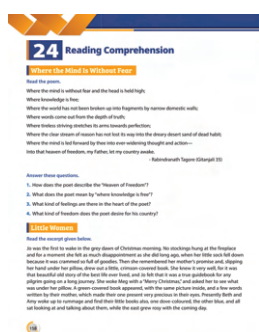 24 Reading Comprehension
Where the Mind Is Without Fear
Read the poem.
Where the mind is without fear and the head is held high;
Where knowledge is free;
Where the world has not been broken up into fragments by narrow domestic walls;
Where words come out from the depth of truth;
Where tireless striving stretches its arms towards perfection;
Where the clear stream of reason has not lost its way into the dreary desert sand of dead habit;
Where the mind is led forward by thee into ever-widening thought and action—
Into that heaven of freedom, my Father, let my country awake.
- Rabindranath Tagore (Gitanjali 35)
Answer these questions.
1. How does the poet describe the "Heaven of Freedom"?
2. What does the poet mean by "where knowledge is free"?
3. What kind of feelings are there in the heart of the poet?
4. What kind of freedom does the poet desire for his country?
Little Women
Read the excerpt given below.
Jo was the first to wake in the grey dawn of Christmas morning. No stockings hung at the fireplace
and for a moment she felt as much disappointment as she did long ago, when her little sock fell down
because it was crammed so full of goodies. Then she remembered her mother's promise and, slipping
her hand under her pillow, drew out a little, crimson-covered book. She knew it very well, for it was
that beautiful old story of the best life ever lived, and Jo felt that it was a true guidebook for any
pilgrim going on a long journey. She woke Meg with a "Merry Christmas," and asked her to see what
was under her pillow. A green-covered book appeared, with the same picture inside, and a few words
written by their mother, which made their one present very precious in their eyes. Presently Beth and
Amy woke up to rummage and find their little books also, one dove-coloured, the other blue, and all
sat looking at and talking about them, while the east grew rosy with the coming day.
158